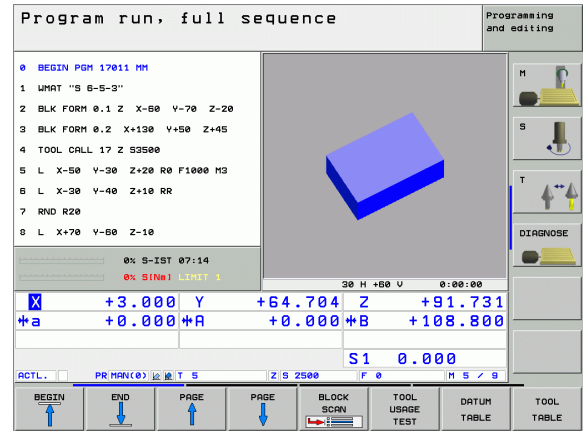 Program run, full sequence
Programming and editing
0 BEGIN PGM 17011 MM
1 WMAT "S 6-5-3"
2 BLK FORM 0.1 Z X-60 Y-70 Z-20
3 BLK FORM 0.2 X+130 Y+50 Z+45
4 TOOL CALL 17 Z S3500
5 L X-50 Y-30 Z+20 R0 F1000 M3
6 L X-30 Y-40 Z+10 RR
7 RND R20
8 L X+70 Y-60 Z-10
0% S-IST 07:14
0% S[Nm] LIMIT 1
30 H +60 V 0:00:00
M
S
T
DIAGNOSE
X +3.000 Y +64.704 Z +91.731
a +0.000 A +0.000 B +108.800
S1 0.000
ACTL. PR MAN(0) T 5 Z S 2500 F 0 M 5 / 9
BEGIN END PAGE PAGE BLOCK SCAN TOOL USAGE TEST DATUM TABLE TOOL TABLE